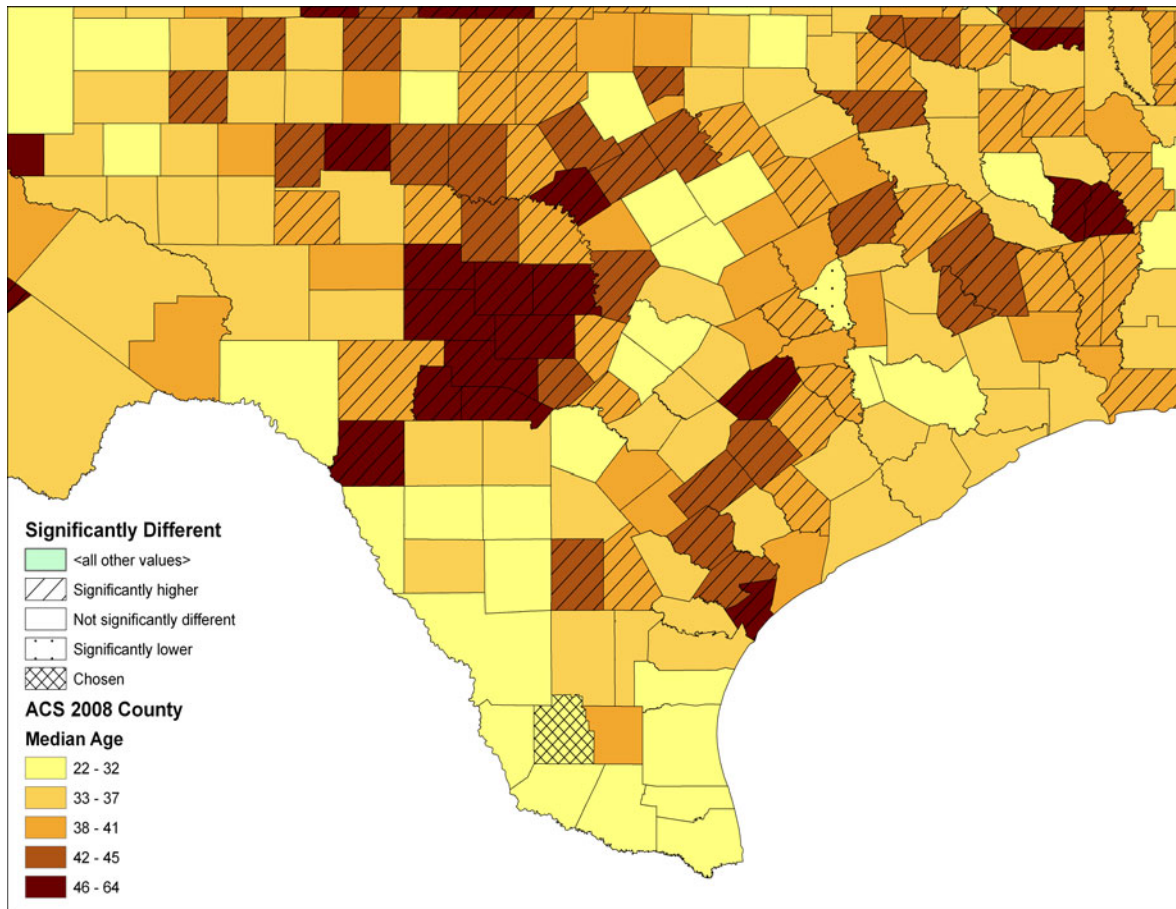 Significantly Different
<all other values>
Significantly higher
Not significantly different
Significantly lower
Chosen
ACS 2008 County
Median Age
22 - 32
33 - 37
38 - 41
42 - 45
46 - 64